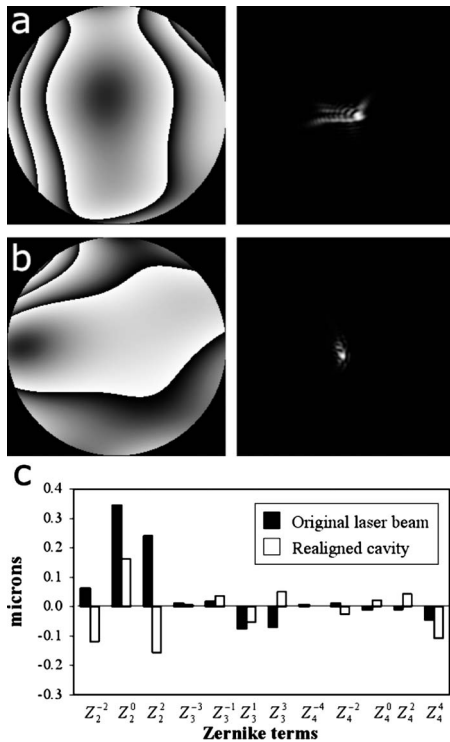 a
b
c
microns
0.4
0.3
0.2
0.1
0.0
-0.1
-0.2
-0.3
Original laser beam
Realigned cavity
Z₂⁻² Z₂⁰ Z₂² Z₃⁻³ Z₃⁻¹ Z₃¹ Z₃³ Z₄⁻⁴ Z₄⁻² Z₄⁰ Z₄² Z₄⁴
Zernike terms